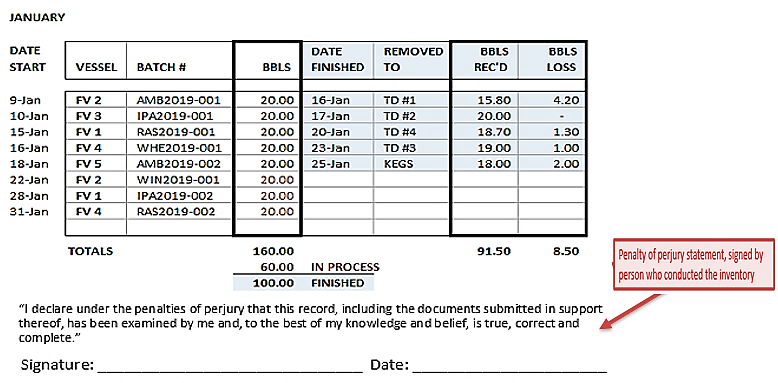 JANUARY
DATE START VESSEL BATCH # BBLS DATE FINISHED REMOVED TO BBLS REC'D BBLS LOSS
9-Jan FV 2 AMB2019-001 20.00 16-Jan TD #1 15.80 4.20
10-Jan FV 3 IPA2019-001 20.00 17-Jan TD #2 20.00 -
15-Jan FV 1 RAS2019-001 20.00 20-Jan TD #4 18.70 1.30
16-Jan FV 4 WHE2019-001 20.00 23-Jan TD #3 19.00 1.00
18-Jan FV 5 AMB2019-002 20.00 25-Jan KEGS 18.00 2.00
22-Jan FV 2 WIN2019-001 20.00
28-Jan FV 1 IPA2019-002 20.00
31-Jan FV 4 RAS2019-002 20.00
TOTALS 160.00 91.50 8.50
60.00 IN PROCESS
100.00 FINISHED
Penalty of perjury statement, signed by
person who conducted the inventory
“I declare under the penalties of perjury that this record, including the documents submitted in support
thereof, has been examined by me and, to the best of my knowledge and belief, is true, correct and
complete.”
Signature: ________________________________ Date: ________________________